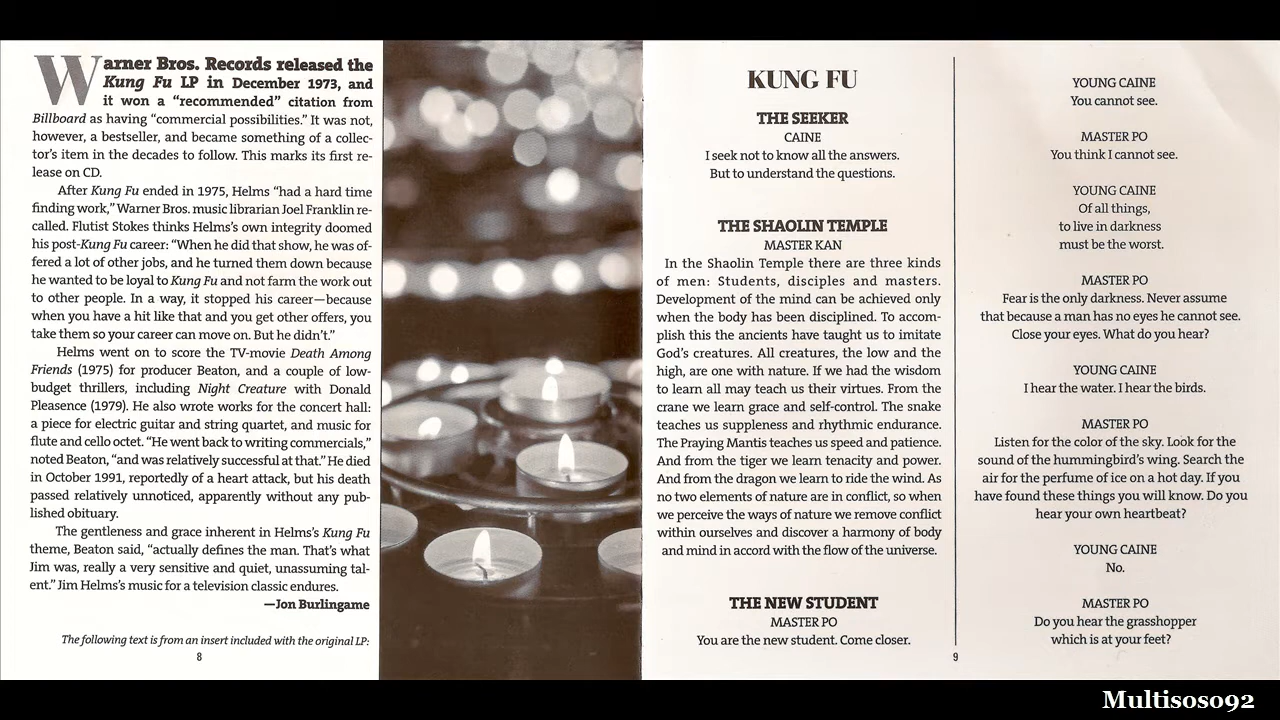 Warner Bros. Records released the
Kung Fu LP in December 1973, and
it won a “recommended” citation from
Billboard as having “commercial possibilities.” It was not,
however, a bestseller, and became something of a collec-
tor’s item in the decades to follow. This marks its first re-
lease on CD.
After Kung Fu ended in 1975, Helms “had a hard time
finding work,” Warner Bros. music librarian Joel Franklin re-
called. Flutist Stokes thinks Helms’s own integrity doomed
his post-Kung Fu career: “When he did that show, he was of-
fered a lot of other jobs, and he turned them down because
he wanted to be loyal to Kung Fu and not farm the work out
to other people. In a way, it stopped his career—because
when you have a hit like that and you get other offers, you
take them so your career can move on. But he didn’t.”
Helms went on to score the TV-movie Death Among
Friends (1975) for producer Beaton, and a couple of low-
budget thrillers, including Night Creature with Donald
Pleasence (1979). He also wrote works for the concert hall:
a piece for electric guitar and string quartet, and music for
flute and cello octet. “He went back to writing commercials,”
noted Beaton, “and was relatively successful at that.” He died
in October 1991, reportedly of a heart attack, but his death
passed relatively unnoticed, apparently without any pub-
lished obituary.
The gentleness and grace inherent in Helms’s Kung Fu
theme, Beaton said, “actually defines the man. That’s what
Jim was, really a very sensitive and quiet, unassuming tal-
ent.” Jim Helms’s music for a television classic endures.
—Jon Burlingame
The following text is from an insert included with the original LP:
8
KUNG FU
THE SEEKER
CAINE
I seek not to know all the answers.
But to understand the questions.
THE SHAOLIN TEMPLE
MASTER KAN
In the Shaolin Temple there are three kinds
of men: Students, disciples and masters.
Development of the mind can be achieved only
when the body has been disciplined. To accom-
plish this the ancients have taught us to imitate
God’s creatures. All creatures, the low and the
high, are one with nature. If we had the wisdom
to learn all may teach us their virtues. From the
crane we learn grace and self-control. The snake
teaches us suppleness and rhythmic endurance.
The Praying Mantis teaches us speed and patience.
And from the tiger we learn tenacity and power.
And from the dragon we learn to ride the wind. As
no two elements of nature are in conflict, so when
we perceive the ways of nature we remove conflict
within ourselves and discover a harmony of body
and mind in accord with the flow of the universe.
THE NEW STUDENT
MASTER PO
You are the new student. Come closer.
YOUNG CAINE
You cannot see.
MASTER PO
You think I cannot see.
YOUNG CAINE
Of all things,
to live in darkness
must be the worst.
MASTER PO
Fear is the only darkness. Never assume
that because a man has no eyes he cannot see.
Close your eyes. What do you hear?
YOUNG CAINE
I hear the water. I hear the birds.
MASTER PO
Listen for the color of the sky. Look for the
sound of the hummingbird’s wing. Search the
air for the perfume of ice on a hot day. If you
have found these things you will know. Do you
hear your own heartbeat?
YOUNG CAINE
No.
MASTER PO
Do you hear the grasshopper
which is at your feet?
9
Multisoso92